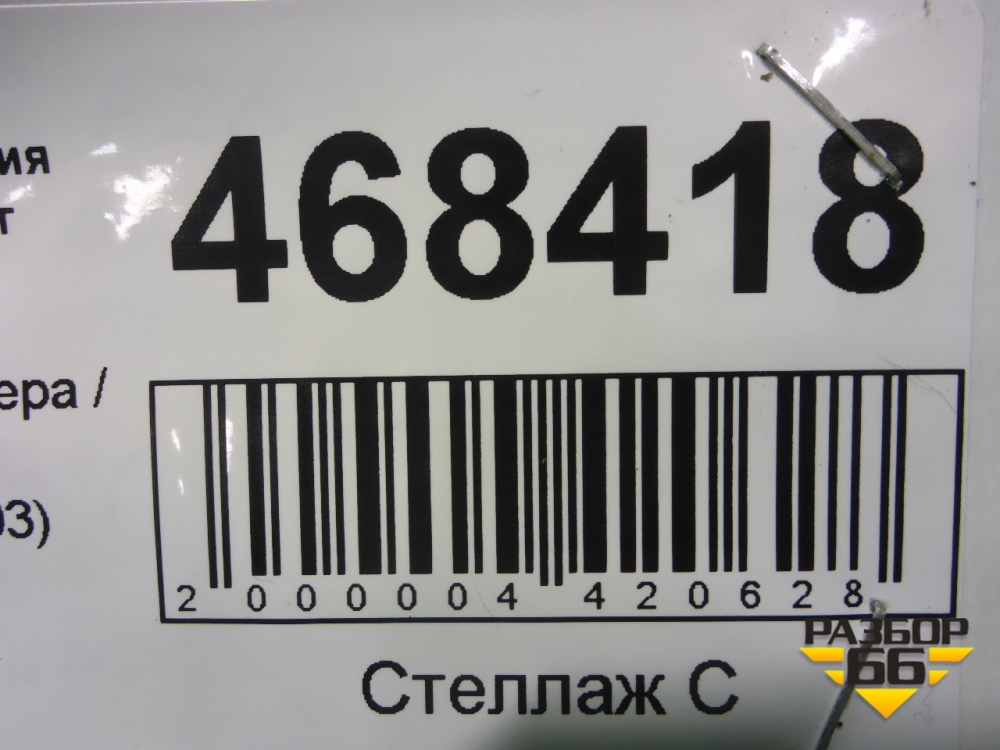 468418
ия
т
ера /
03)
2 000004 420628
Стеллаж С
РАЗБОР
66